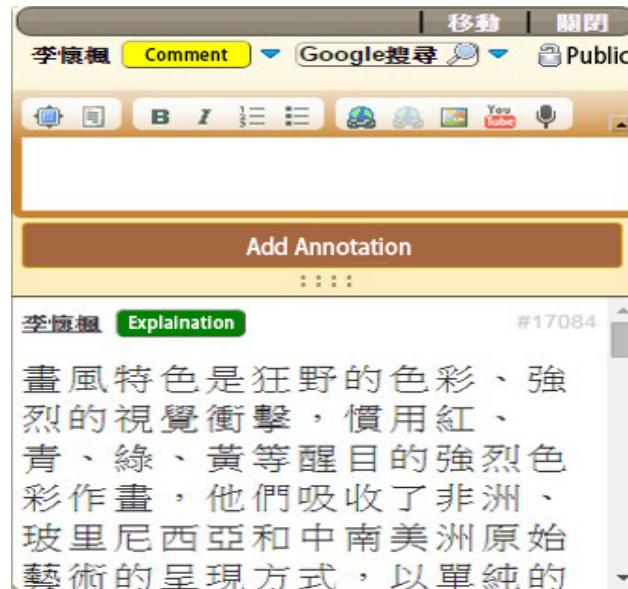 移動 關閉
李懷楓 Comment Google搜尋 Public
B I You Tube
Add Annotation
李懷楓 Explaination #17084
畫風特色是狂野的色彩、強
烈的視覺衝擊,慣用紅、
青、綠、黃等醒目的強烈色
彩作畫,他們吸收了非洲、
玻里尼西亞和中南美洲原始
藝術的呈現方式,以單純的